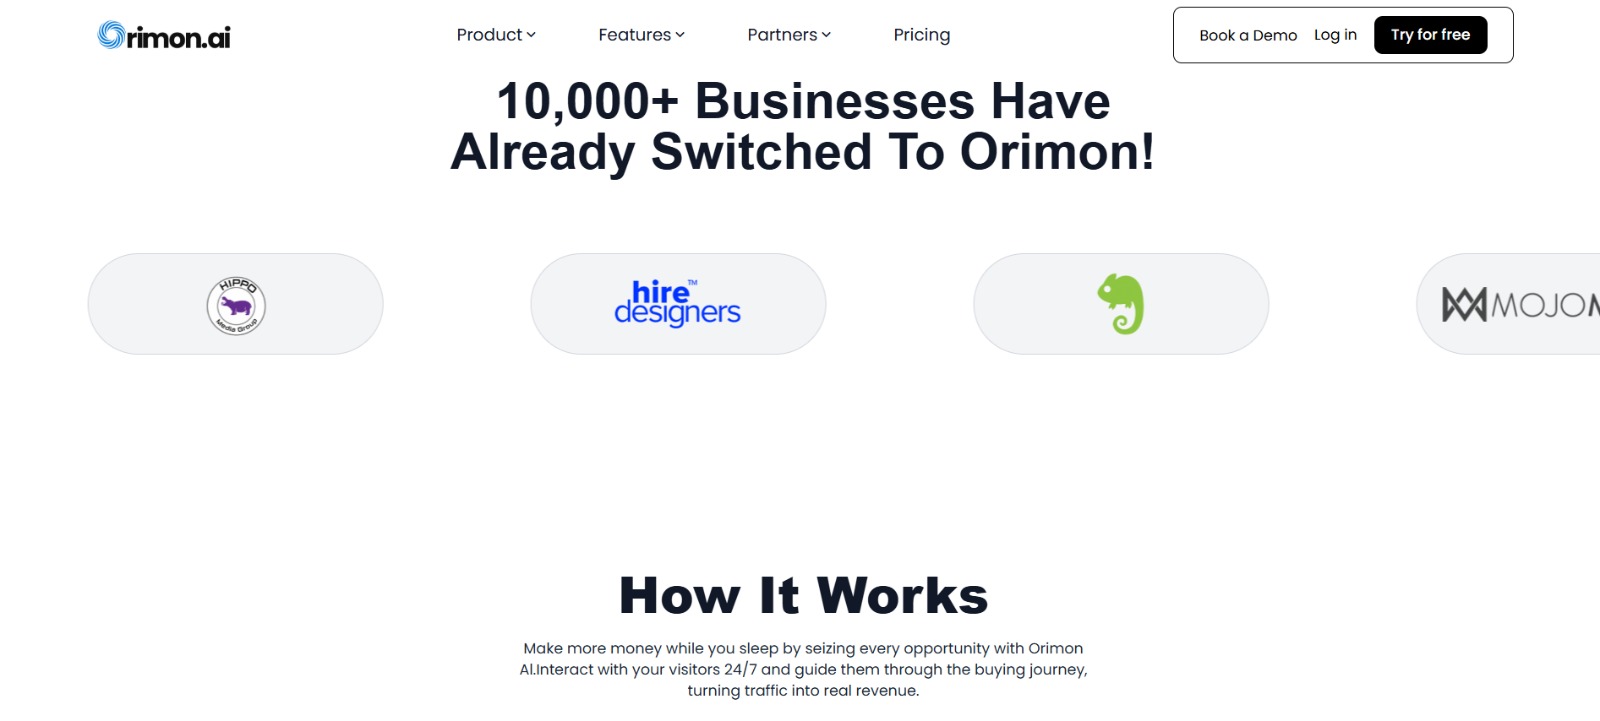 Orimon.ai
Product
Features
Partners
Pricing
Book a Demo
Log in
Try for free
10,000+ Businesses Have
Already Switched To Orimon!
HIPPO
Media Group
hire™
designers
MOJOM
How It Works
Make more money while you sleep by seizing every opportunity with Orimon
AI.Interact with your visitors 24/7 and guide them through the buying journey,
turning traffic into real revenue.